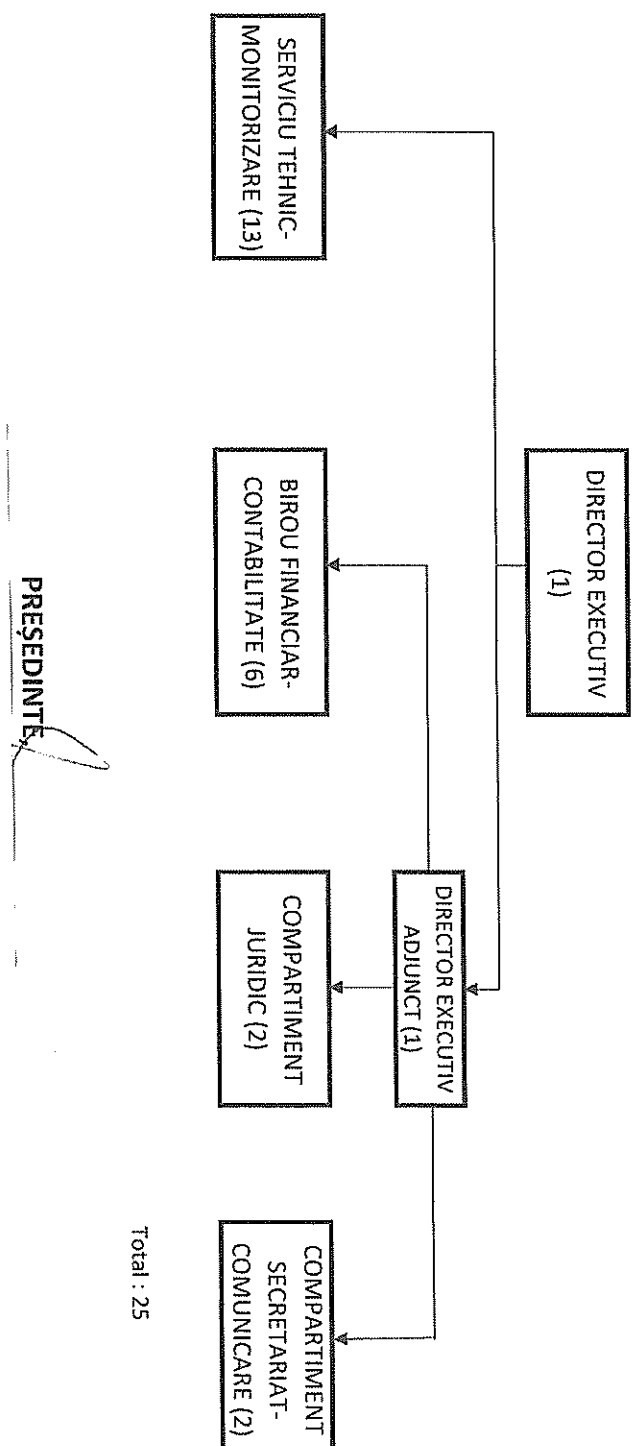 DIRECTOR EXECUTIV
(1)
DIRECTOR EXECUTIV
ADJUNCT (1)
SERVICIU TEHNIC-
MONITORIZARE (13)
BIROU FINANCIAR-
CONTABILITATE (6)
COMPARTIMENT
JURIDIC (2)
COMPARTIMENT
SECRETARIAT-
COMUNICARE (2)
Total : 25
PREȘEDINTE,